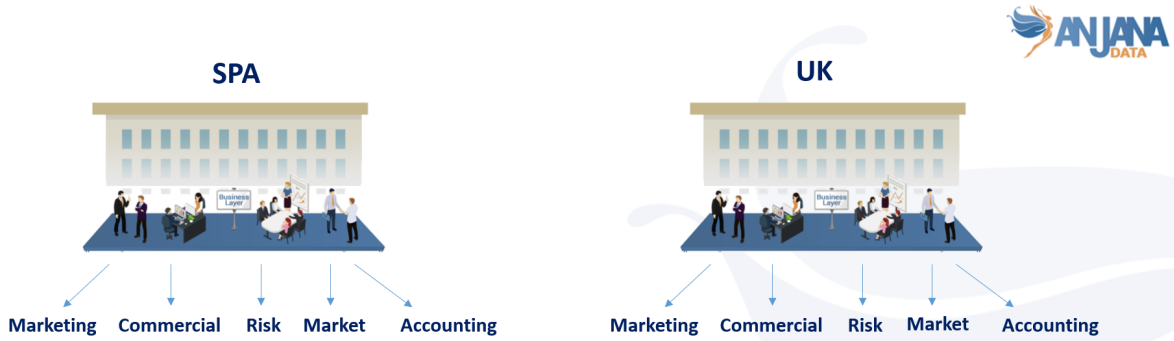 ANJANA
DATA
SPA
UK
Business
Layer
Business
Layer
Marketing Commercial Risk Market Accounting
Marketing Commercial Risk Market Accounting